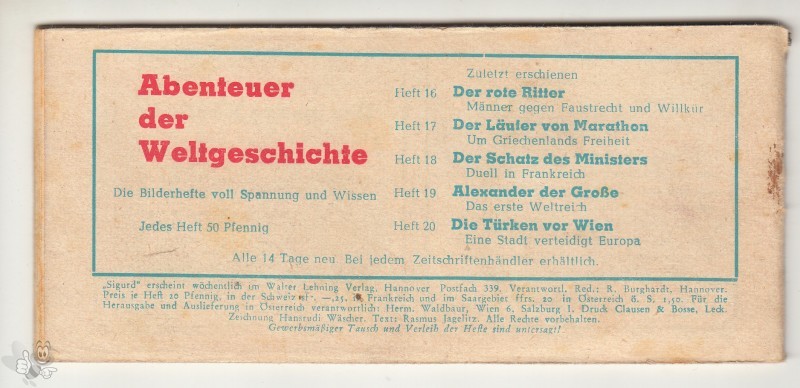 Abenteuer
der
Weltgeschichte
Die Bilderhefte voll Spannung und Wissen
Jedes Heft 50 Pfennig
Zuletzt erschienen
Heft 16 Der rote Ritter
Männer gegen Faustrecht und Willkür
Heft 17 Der Läufer von Marathon
Um Griechenlands Freiheit
Heft 18 Der Schatz des Ministers
Duell in Frankreich
Heft 19 Alexander der Große
Das erste Weltreich
Heft 20 Die Türken vor Wien
Eine Stadt verteidigt Europa
Alle 14 Tage neu Bei jedem Zeitschriftenhändler erhältlich.
„Sigurd" erscheint wöchentlich im Walter Lehning Verlag, Hannover Postfach 339. Verantwortl. Red.: R. Burghardt, Hannover.
Preis je Heft 20 Pfennig, in der Schweiz —,25, in Frankreich und im Saargebiet ffrs. 20 in Österreich ö. S. 1,50. Für die
Herausgabe und Auslieferung in Österreich verantwortlich: Herm. Waldbaur, Wien 6, Salzburg 1. Druck Clausen & Bosse, Leck.
Zeichnung Hansrudi Wäscher. Text: Rasmus Jagelitz. Alle Rechte vorbehalten.
Gewerbsmäßiger Tausch und Verleih der Hefte sind untersagt!